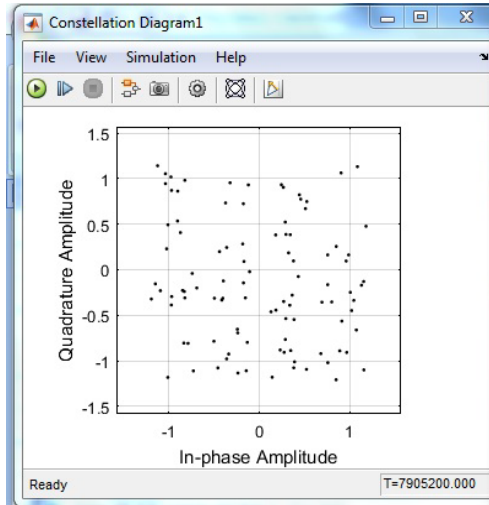 Constellation Diagram1
File View Simulation Help
1.5
1
0.5
0
-0.5
-1
-1.5
Quadrature Amplitude
-1 0 1
In-phase Amplitude
Ready T=7905200.000